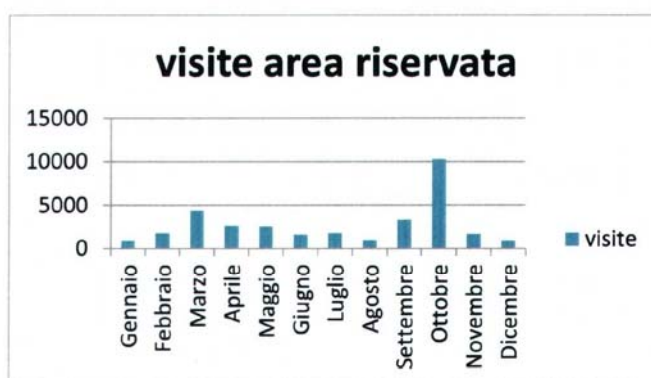 visite area riservata
15000
10000
5000
0
visite
Gennaio
Febbraio
Marzo
Aprile
Maggio
Giugno
Luglio
Agosto
Settembre
Ottobre
Novembre
Dicembre